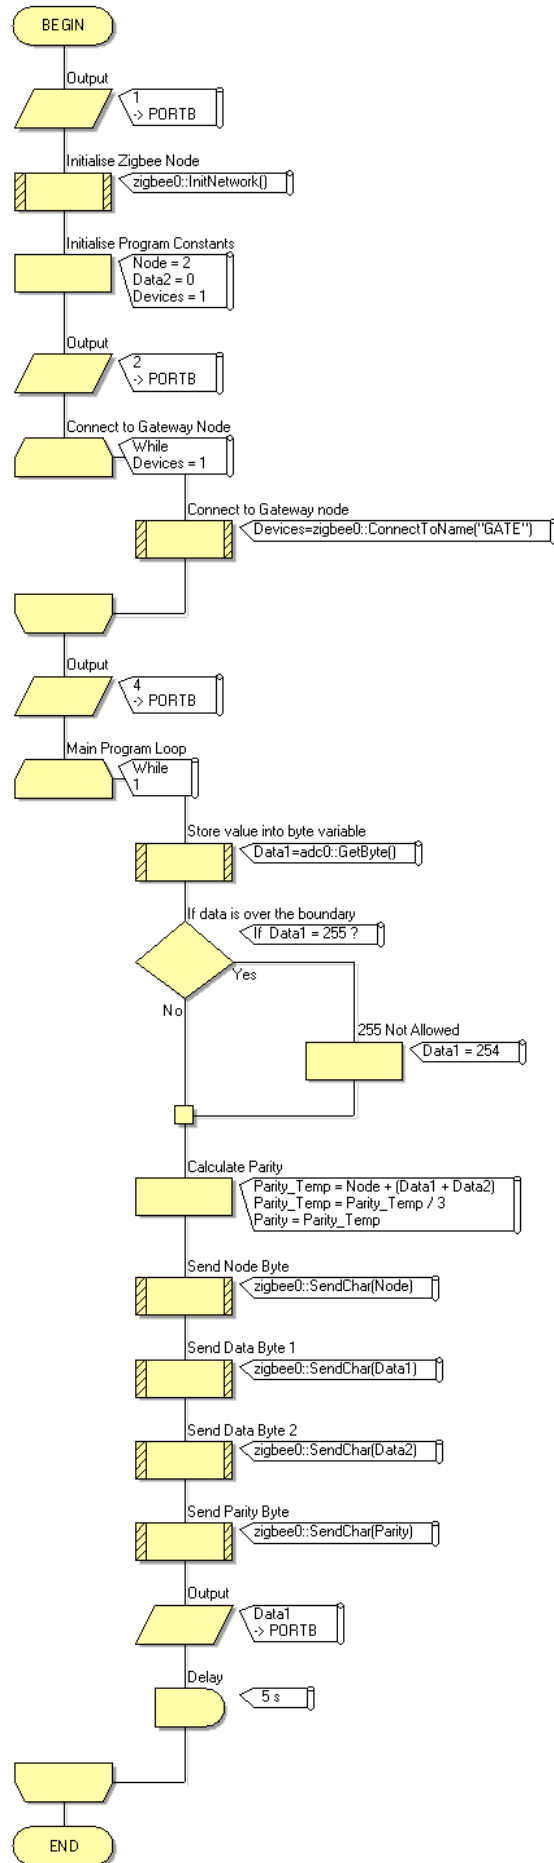 BEGIN
Output
1
-> PORTB
Initialise Zigbee Node
zigbee0::InitNetwork()
Initialise Program Constants
Node = 2
Data2 = 0
Devices = 1
Output
2
-> PORTB
Connect to Gateway Node
While
Devices = 1
Connect to Gateway node
Devices=zigbee0::ConnectToName("GATE")
Output
4
-> PORTB
Main Program Loop
While
1
Store value into byte variable
Data1=adc0::GetByte()
If data is over the boundary
If Data1 = 255 ?
Yes
No
255 Not Allowed
Data1 = 254
Calculate Parity
Parity_Temp = Node + (Data1 + Data2)
Parity_Temp = Parity_Temp / 3
Parity = Parity_Temp
Send Node Byte
zigbee0::SendChar(Node)
Send Data Byte 1
zigbee0::SendChar(Data1)
Send Data Byte 2
zigbee0::SendChar(Data2)
Send Parity Byte
zigbee0::SendChar(Parity)
Output
Data1
-> PORTB
Delay
5 s
END